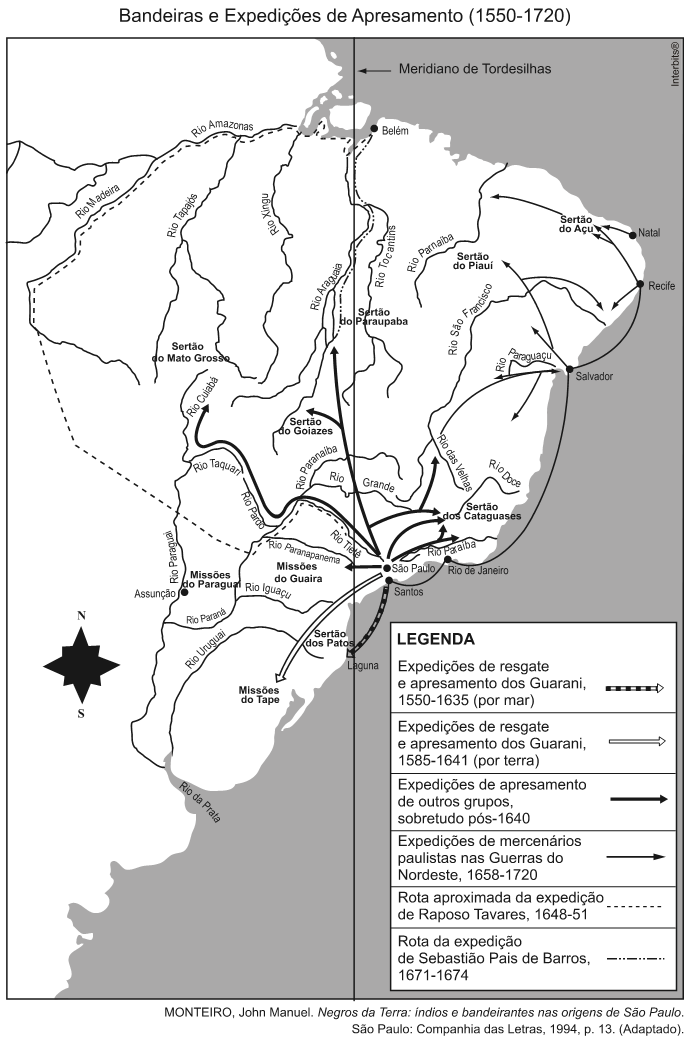 Bandeiras e Expedições de Apresamento (1550-1720)
Interbits®
Meridiano de Tordesilhas
Belém
Rio Amazonas
Rio Madeira
Rio Tapajós
Rio Xingu
Rio Araguaia
Rio Tocantins
Rio Parnaíba
Sertão
do Açu
Natal
Sertão
do Piauí
Recife
Rio São Francisco
Sertão
do Paraupaba
Rio Paraguaçu
Salvador
Sertão
do Mato Grosso
Rio Cuiabá
Sertão
do Goiazes
Rio Taquari
Rio Pardo
Rio Paranaíba
Rio Grande
Rio das Velhas
Rio Doce
Sertão
dos Cataguases
Rio Tietê
Rio Paraíba
Rio Paranapanema
Missões
do Guaira
São Paulo
Rio de Janeiro
Santos
Rio Paraguai
Missões
do Paraguai
Assunção
Rio Iguaçu
Rio Paraná
Rio Uruguai
Sertão
dos Patos
Laguna
Missões
do Tape
N
S
Rio da Prata
LEGENDA
Expedições de resgate
e apresamento dos Guarani,
1550-1635 (por mar)
Expedições de resgate
e apresamento dos Guarani,
1585-1641 (por terra)
Expedições de apresamento
de outros grupos,
sobretudo pós-1640
Expedições de mercenários
paulistas nas Guerras do
Nordeste, 1658-1720
Rota aproximada da expedição
de Raposo Tavares, 1648-51
Rota da expedição
de Sebastião Pais de Barros,
1671-1674
MONTEIRO, John Manuel. Negros da Terra: índios e bandeirantes nas origens de São Paulo.
São Paulo: Companhia das Letras, 1994, p. 13. (Adaptado).